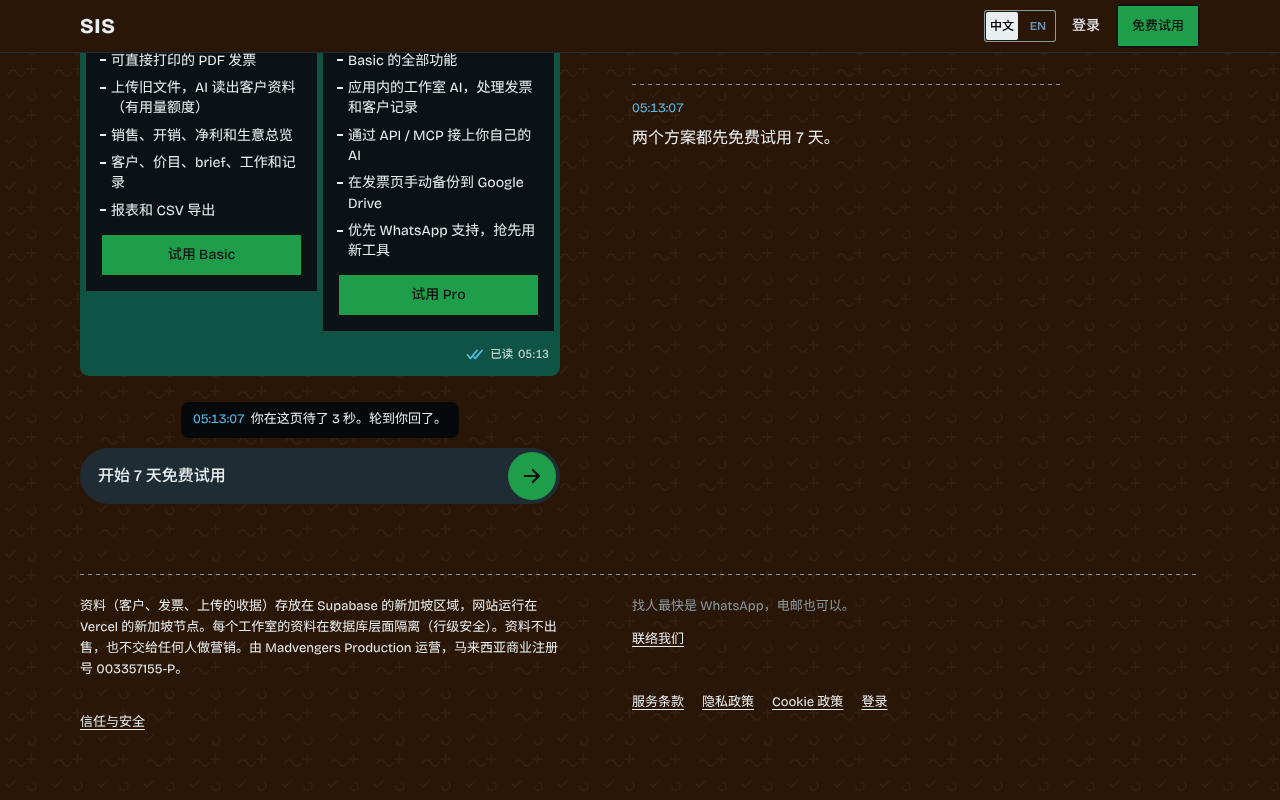 SIS
中文
EN
登录
免费试用
- 可直接打印的 PDF 发票
- 上传旧文件，AI 读出客户资料
（有用量额度）
- 销售、开销、净利和生意总览
- 客户、价目、brief、工作和记
录
- 报表和 CSV 导出
试用 Basic
- Basic 的全部功能
- 应用内的工作室 AI，处理发票
和客户记录
- 通过 API / MCP 接上你自己的
AI
- 在发票页手动备份到 Google
Drive
- 优先 WhatsApp 支持，抢先用
新工具
试用 Pro
已读 05:13
05:13:07 你在这页待了 3 秒。轮到你回了。
开始 7 天免费试用
05:13:07
两个方案都先免费试用 7 天。
资料（客户、发票、上传的收据）存放在 Supabase 的新加坡区域，网站运行在
Vercel 的新加坡节点。每个工作室的资料在数据库层面隔离（行级安全）。资料不出
售，也不交给任何人做营销。由 Madvengers Production 运营，马来西亚商业注册
号 003357155-P。
信任与安全
找人最快是 WhatsApp，电邮也可以。
联络我们
服务条款
隐私政策
Cookie 政策
登录